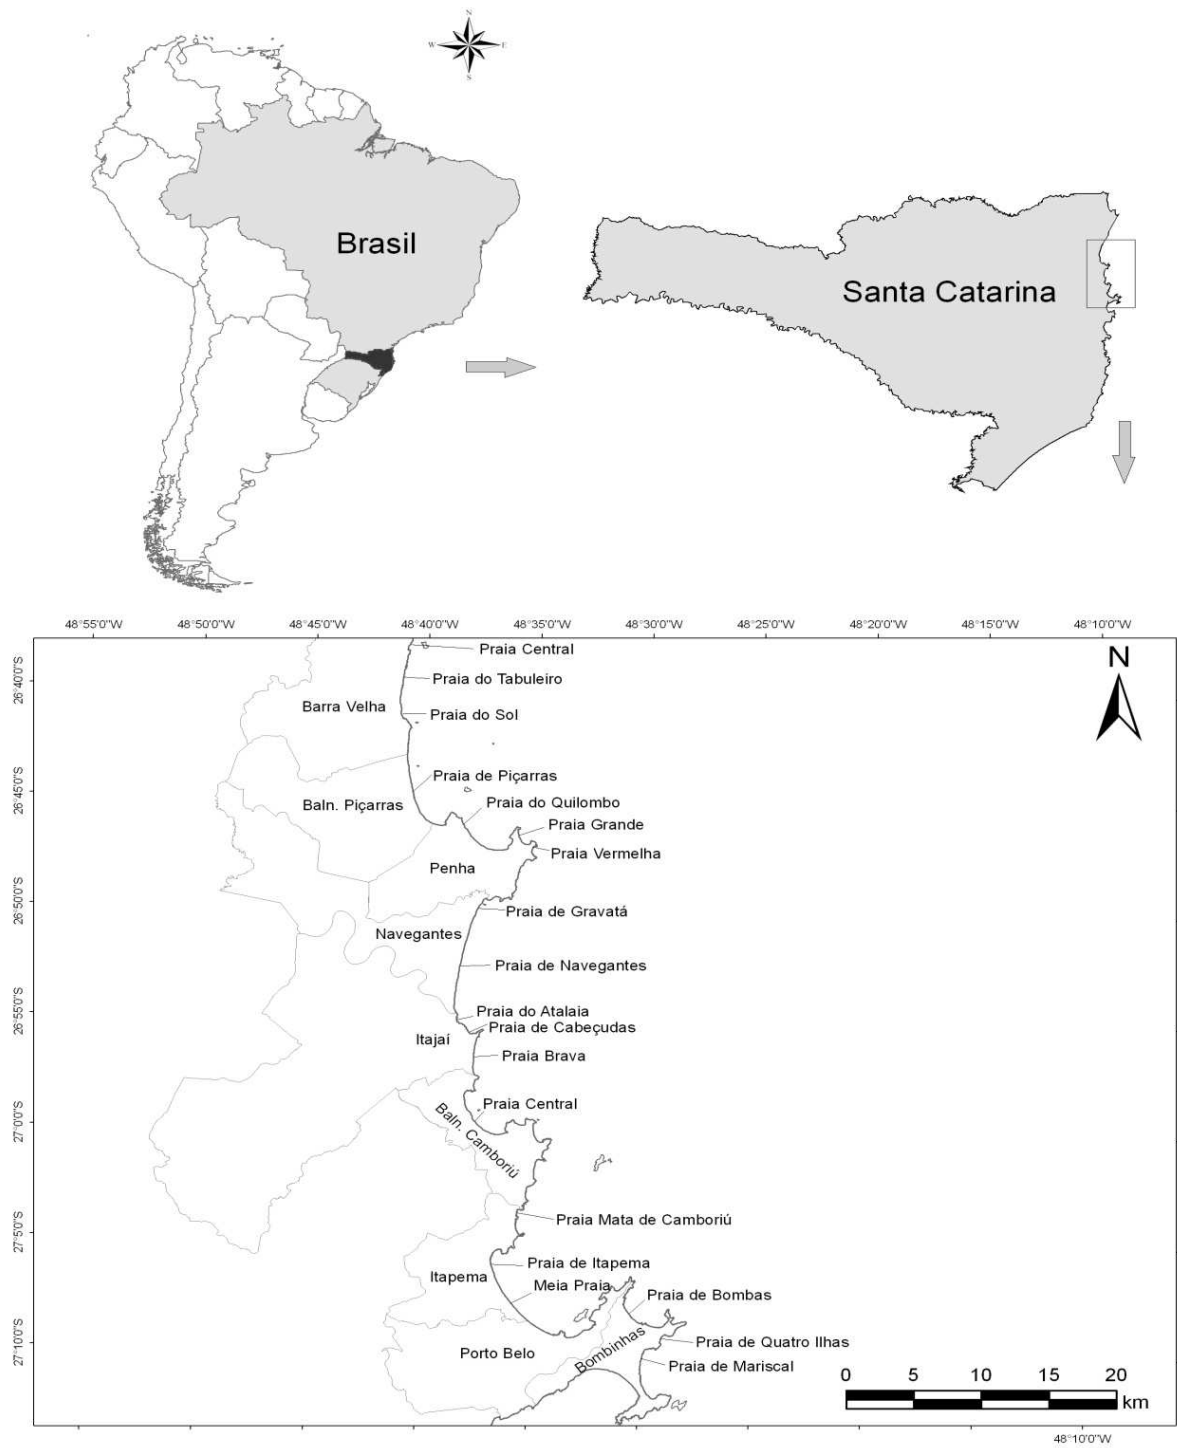 N
W
E
S
Brasil
Santa Catarina
48°55'0"W
48°50'0"W
48°45'0"W
48°40'0"W
48°35'0"W
48°30'0"W
48°25'0"W
48°20'0"W
48°15'0"W
48°10'0"W
N
Praia Central
26°40'0"S
Praia do Tabuleiro
Barra Velha
Praia do Sol
Praia de Piçarras
26°45'0"S
Baln. Piçarras
Praia do Quilombo
Praia Grande
Praia Vermelha
Penha
26°50'0"S
Praia de Gravatá
Navegantes
Praia de Navegantes
26°55'0"S
Praia do Atalaia
Praia de Cabeçudas
Itajaí
Praia Brava
Praia Central
27°0'0"S
Baln. Camboriú
Praia Mata de Camboriú
27°5'0"S
Praia de Itapema
Itapema
Meia Praia
Praia de Bombas
27°10'0"S
Praia de Quatro Ilhas
Porto Belo
Bombinhas
Praia de Mariscal
0 5 10 15 20
km
48°10'0"W